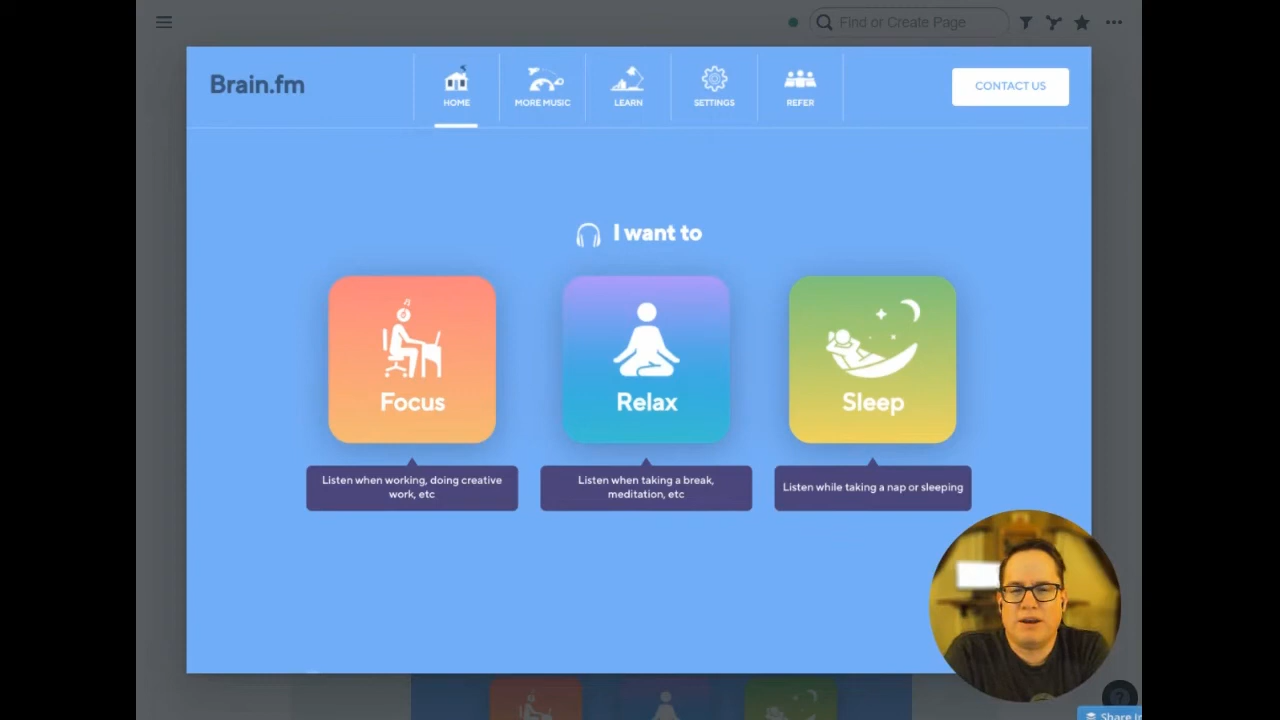 Find or Create Page
Brain.fm
HOME
MORE MUSIC
LEARN
SETTINGS
REFER
CONTACT US
I want to
Focus
Relax
Sleep
Listen when working, doing creative
work, etc
Listen when taking a break,
meditation, etc
Listen while taking a nap or sleeping
?
Share